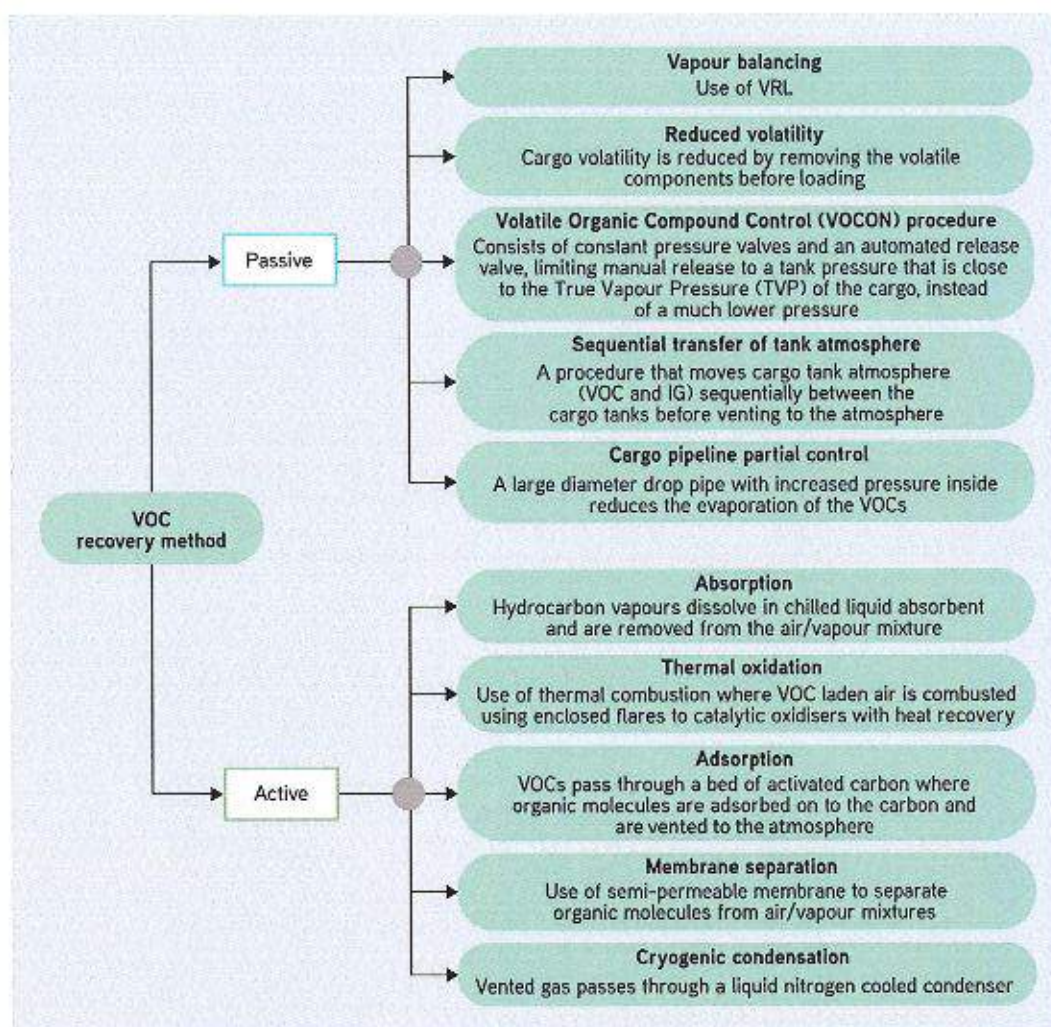 Vapour balancing
Use of VRL
Reduced volatility
Cargo volatility is reduced by removing the volatile
components before loading
Volatile Organic Compound Control (VOCON) procedure
Consists of constant pressure valves and an automated release
valve, limiting manual release to a tank pressure that is close
to the True Vapour Pressure (TVP) of the cargo, instead
of a much lower pressure
Passive
Sequential transfer of tank atmosphere
A procedure that moves cargo tank atmosphere
(VOC and IG) sequentially between the
cargo tanks before venting to the atmosphere
Cargo pipeline partial control
A large diameter drop pipe with increased pressure inside
reduces the evaporation of the VOCs
VOC
recovery method
Absorption
Hydrocarbon vapours dissolve in chilled liquid absorbent
and are removed from the air/vapour mixture
Thermal oxidation
Use of thermal combustion where VOC laden air is combusted
using enclosed flares to catalytic oxidisers with heat recovery
Active
Adsorption
VOCs pass through a bed of activated carbon where
organic molecules are adsorbed on to the carbon and
are vented to the atmosphere
Membrane separation
Use of semi-permeable membrane to separate
organic molecules from air/vapour mixtures
Cryogenic condensation
Vented gas passes through a liquid nitrogen cooled condenser